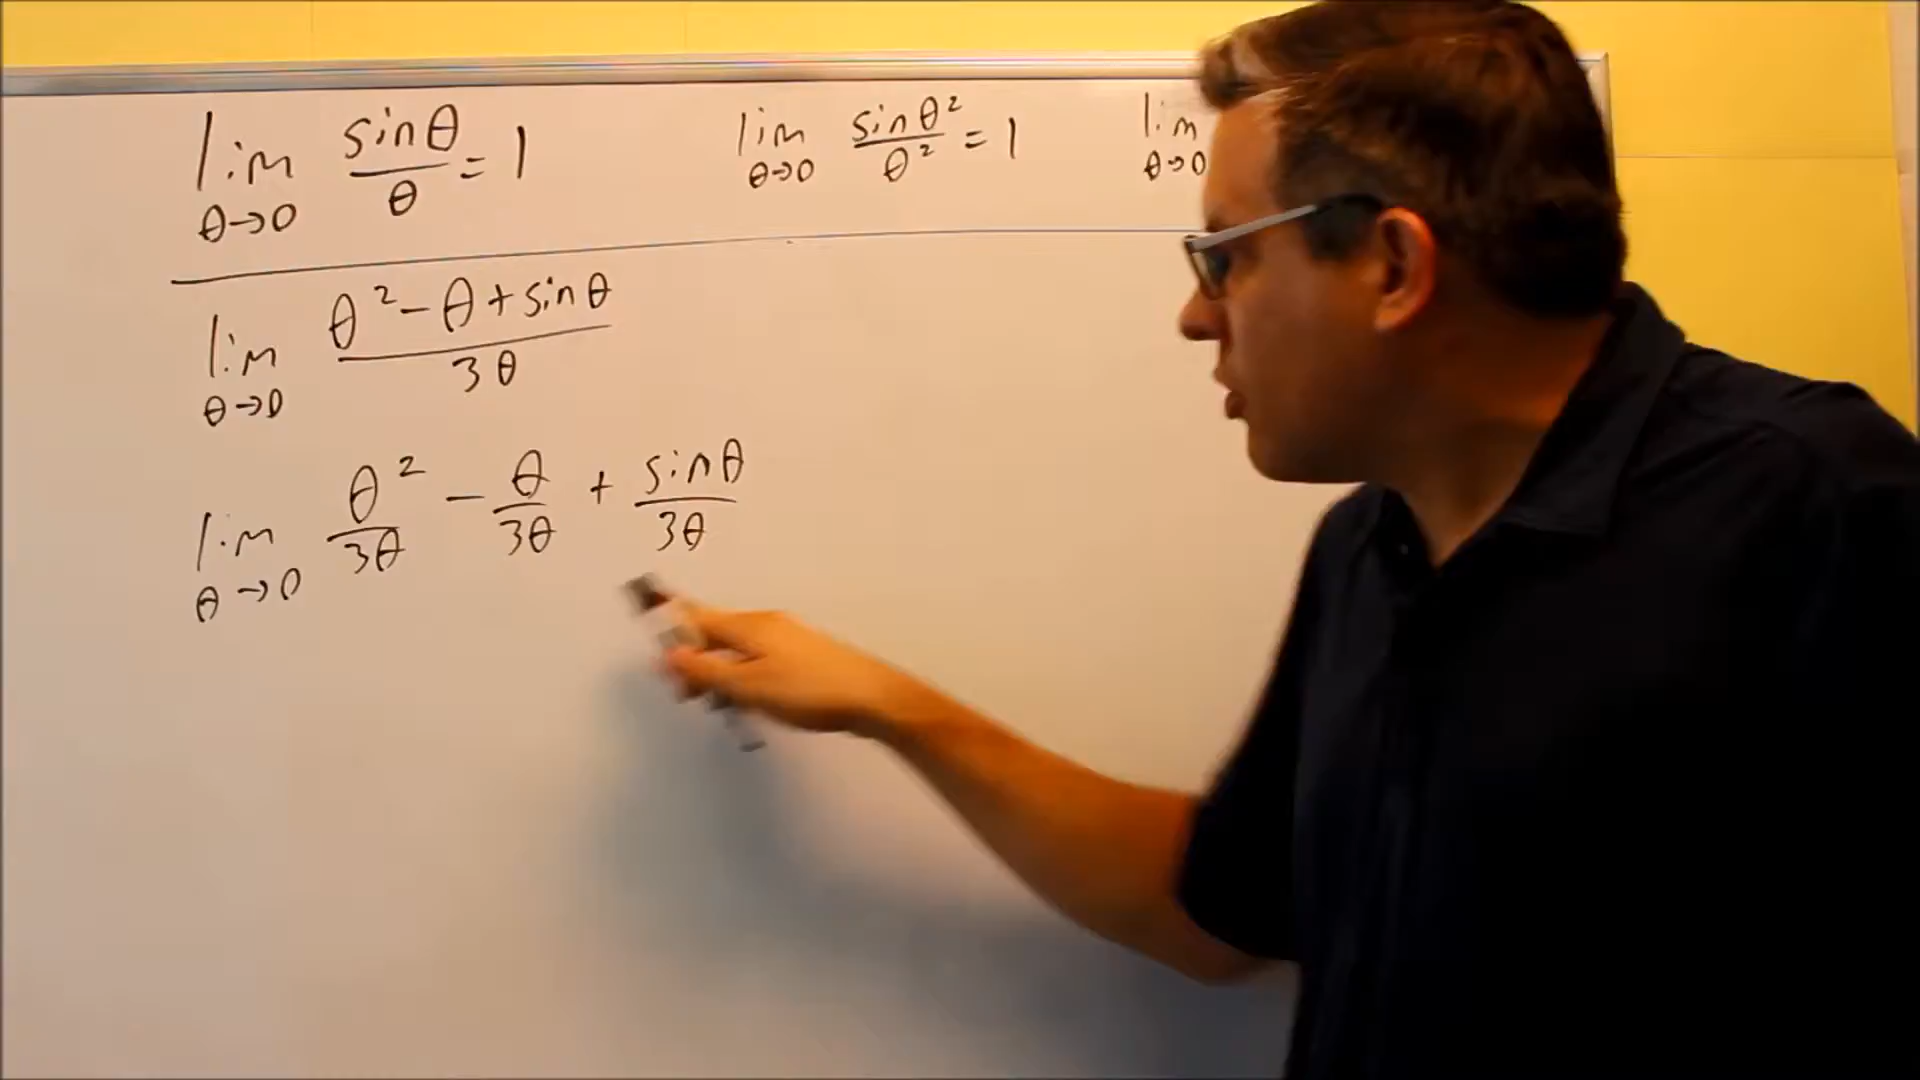 lim θ→0 sinθ/θ = 1
lim θ→0 sinθ²/θ² = 1
lim θ→0
lim θ→0 θ² - θ + sinθ / 3θ
lim θ→0 θ²/3θ - θ/3θ + sinθ/3θ